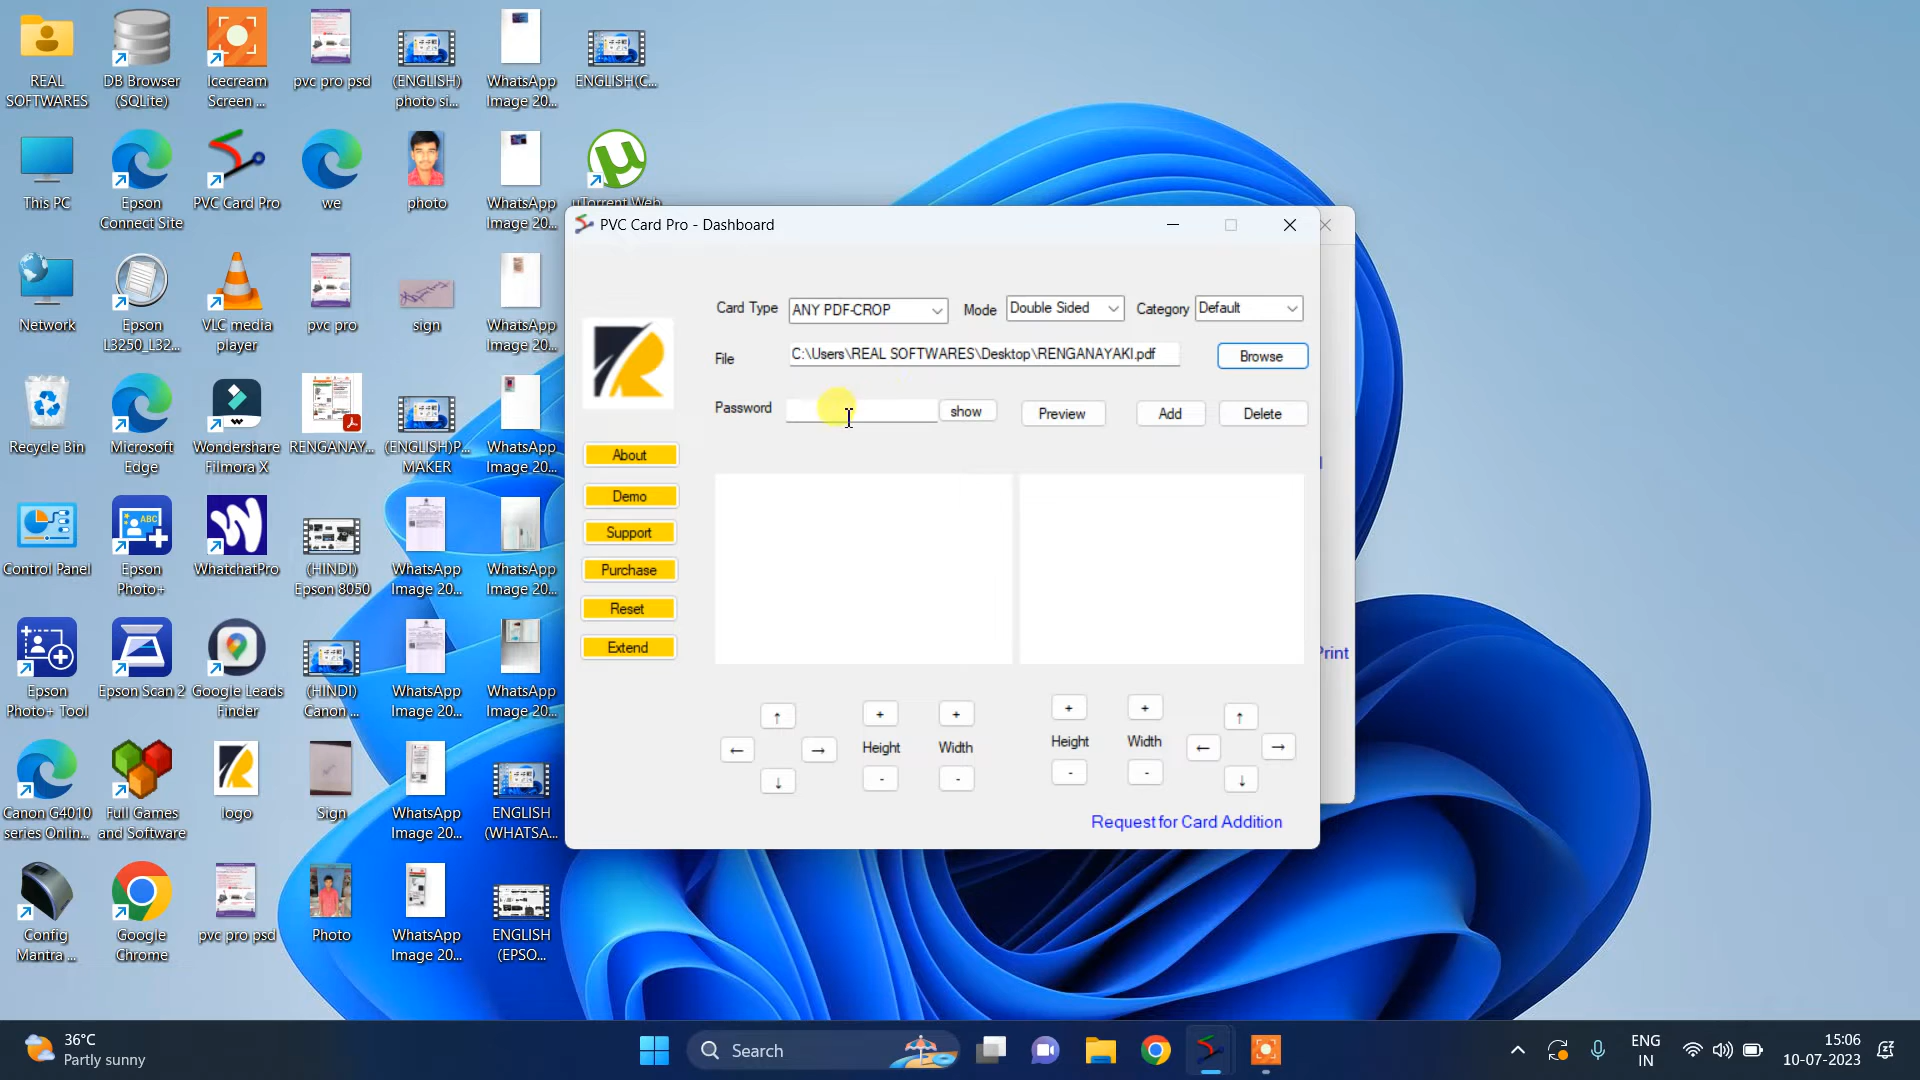 REAL
SOFTWARES
DB Browser
(SQLite)
Icecream
Screen ...
pvc pro psd
(ENGLISH)
photo si...
WhatsApp
Image 20...
ENGLISH(C...
This PC
Epson
Connect Site
PVC Card Pro
we
photo
WhatsApp
Image 20...
uTorrent Web
Network
Epson
L3250_L32...
VLC media
player
pvc pro
sign
WhatsApp
Image 20...
Recycle Bin
Microsoft
Edge
Wondershare
Filmora X
RENGANAY...
(ENGLISH)P...
MAKER
WhatsApp
Image 20...
Control Panel
Epson
Photo+
WhatchatPro
(HINDI)
Epson 8050
WhatsApp
Image 20...
WhatsApp
Image 20...
Epson
Photo+ Tool
Epson Scan 2
Google Leads
Finder
(HINDI)
Canon ...
WhatsApp
Image 20...
WhatsApp
Image 20...
Canon G4010
series Onlin...
Full Games
and Software
logo
Sign
WhatsApp
Image 20...
ENGLISH
(WHATSA...
Config
Mantra ...
Google
Chrome
pvc pro psd
Photo
WhatsApp
Image 20...
ENGLISH
(EPSO...
PVC Card Pro - Dashboard
Card Type ANY PDF-CROP Mode Double Sided Category Default
File C:\Users\REAL SOFTWARES\Desktop\RENGANAYAKI.pdf Browse
Password show Preview Add Delete
About
Demo
Support
Purchase
Reset
Extend
Print
↑ + + + + ↑
← → Height Width Height Width ← →
↓ - - - - ↓
Request for Card Addition
36°C
Partly sunny
Search
ENG
IN
15:06
10-07-2023